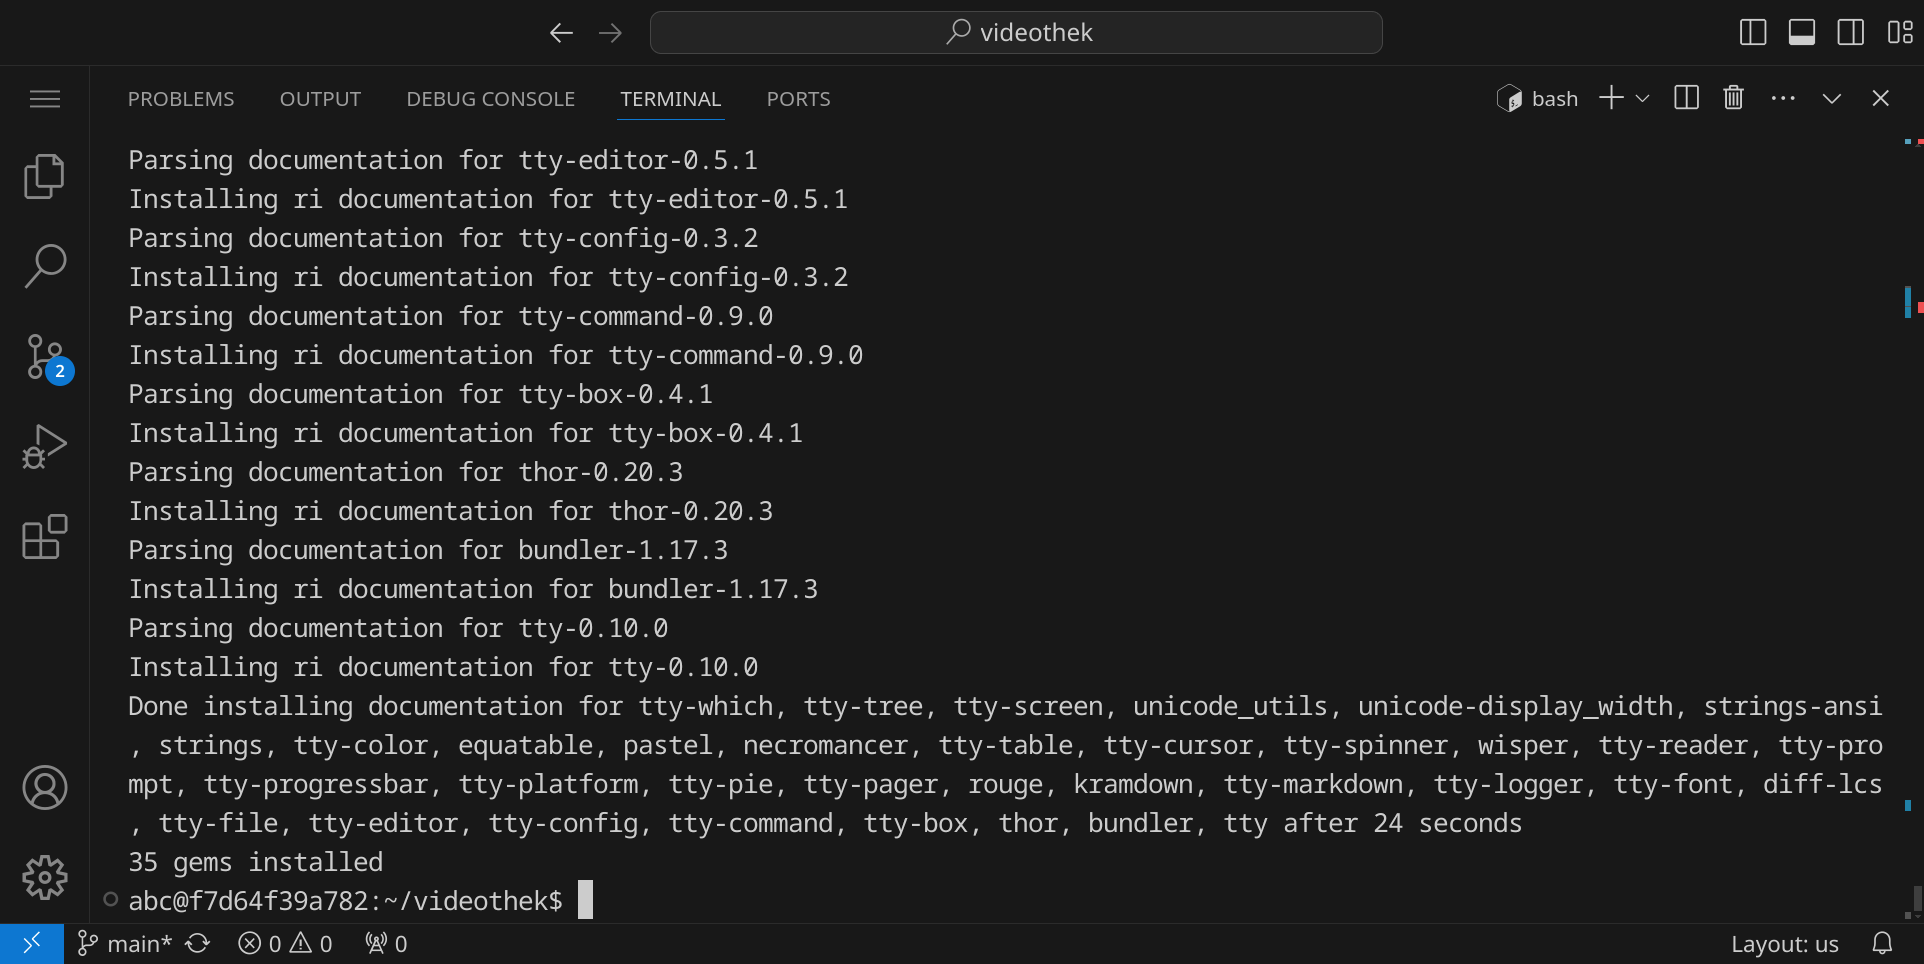 videothek
PROBLEMS OUTPUT DEBUG CONSOLE TERMINAL PORTS bash
Parsing documentation for tty-editor-0.5.1
Installing ri documentation for tty-editor-0.5.1
Parsing documentation for tty-config-0.3.2
Installing ri documentation for tty-config-0.3.2
Parsing documentation for tty-command-0.9.0
Installing ri documentation for tty-command-0.9.0
Parsing documentation for tty-box-0.4.1
Installing ri documentation for tty-box-0.4.1
Parsing documentation for thor-0.20.3
Installing ri documentation for thor-0.20.3
Parsing documentation for bundler-1.17.3
Installing ri documentation for bundler-1.17.3
Parsing documentation for tty-0.10.0
Installing ri documentation for tty-0.10.0
Done installing documentation for tty-which, tty-tree, tty-screen, unicode_utils, unicode-display_width, strings-ansi
, strings, tty-color, equatable, pastel, necromancer, tty-table, tty-cursor, tty-spinner, wisper, tty-reader, tty-pro
mpt, tty-progressbar, tty-platform, tty-pie, tty-pager, rouge, kramdown, tty-markdown, tty-logger, tty-font, diff-lcs
, tty-file, tty-editor, tty-config, tty-command, tty-box, thor, bundler, tty after 24 seconds
35 gems installed
abc@f7d64f39a782:~/videothek$
2
main* 0 0 0 Layout: us